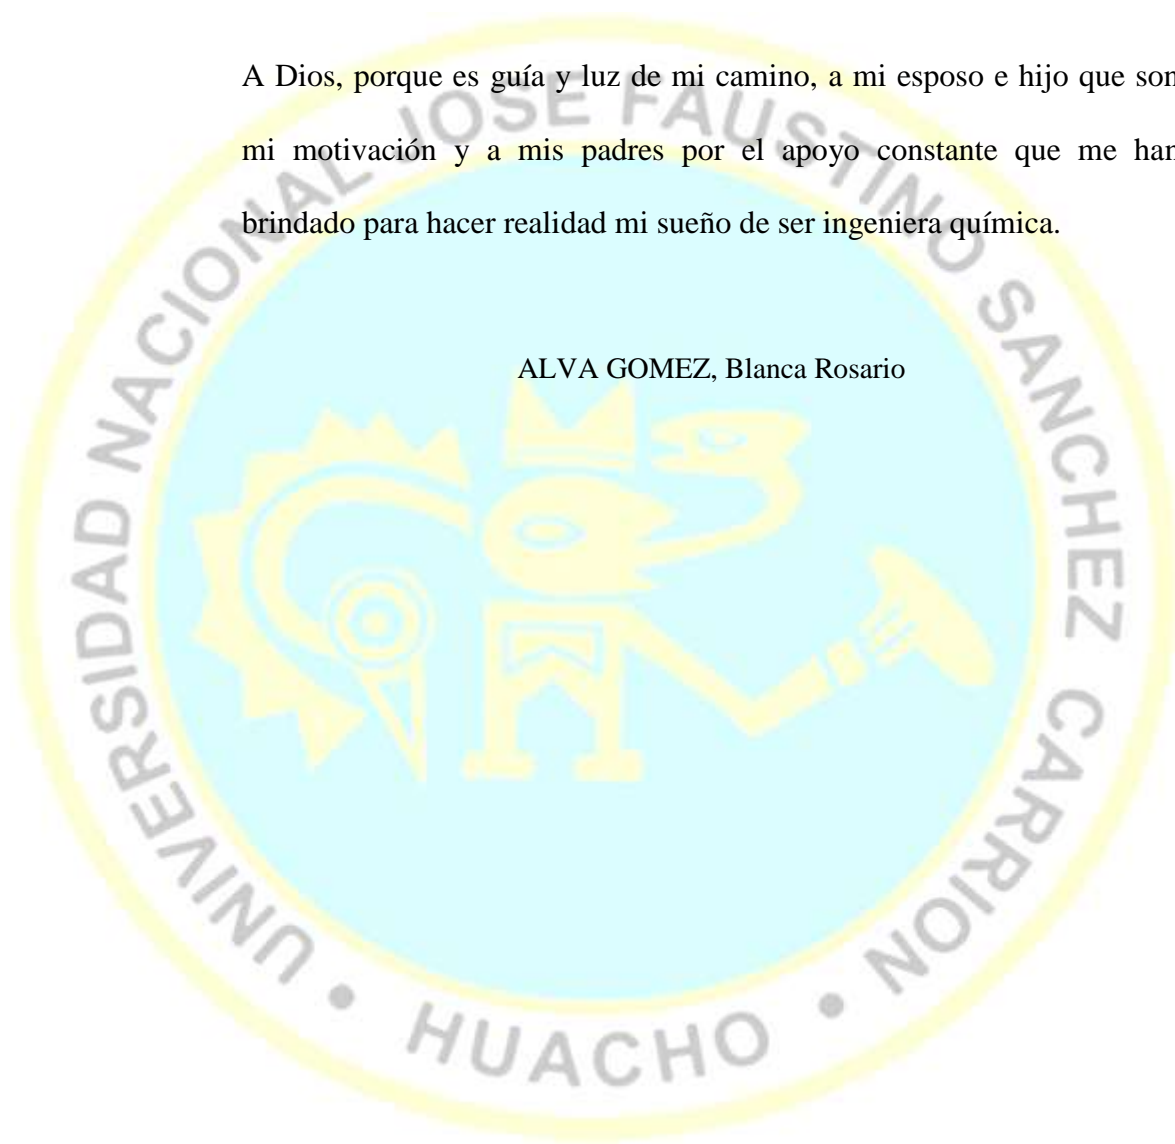 A Dios, porque es guía y luz de mi camino, a mi esposo e hijo que son
mi motivación y a mis padres por el apoyo constante que me han
brindado para hacer realidad mi sueño de ser ingeniera química.
ALVA GOMEZ, Blanca Rosario
UNIVERSIDAD NACIONAL JOSE FAUSTINO SANCHEZ CARRION
• HUACHO •